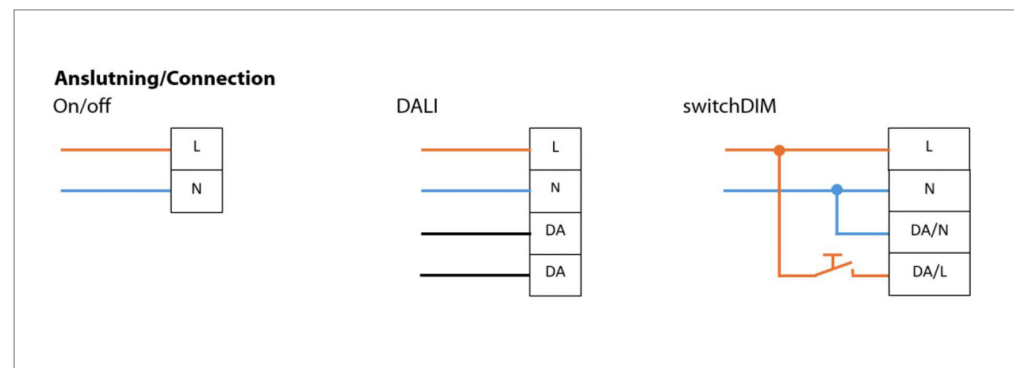 Anslutning/Connection
On/off
L
N
DALI
L
N
DA
DA
switchDIM
L
N
DA/N
DA/L